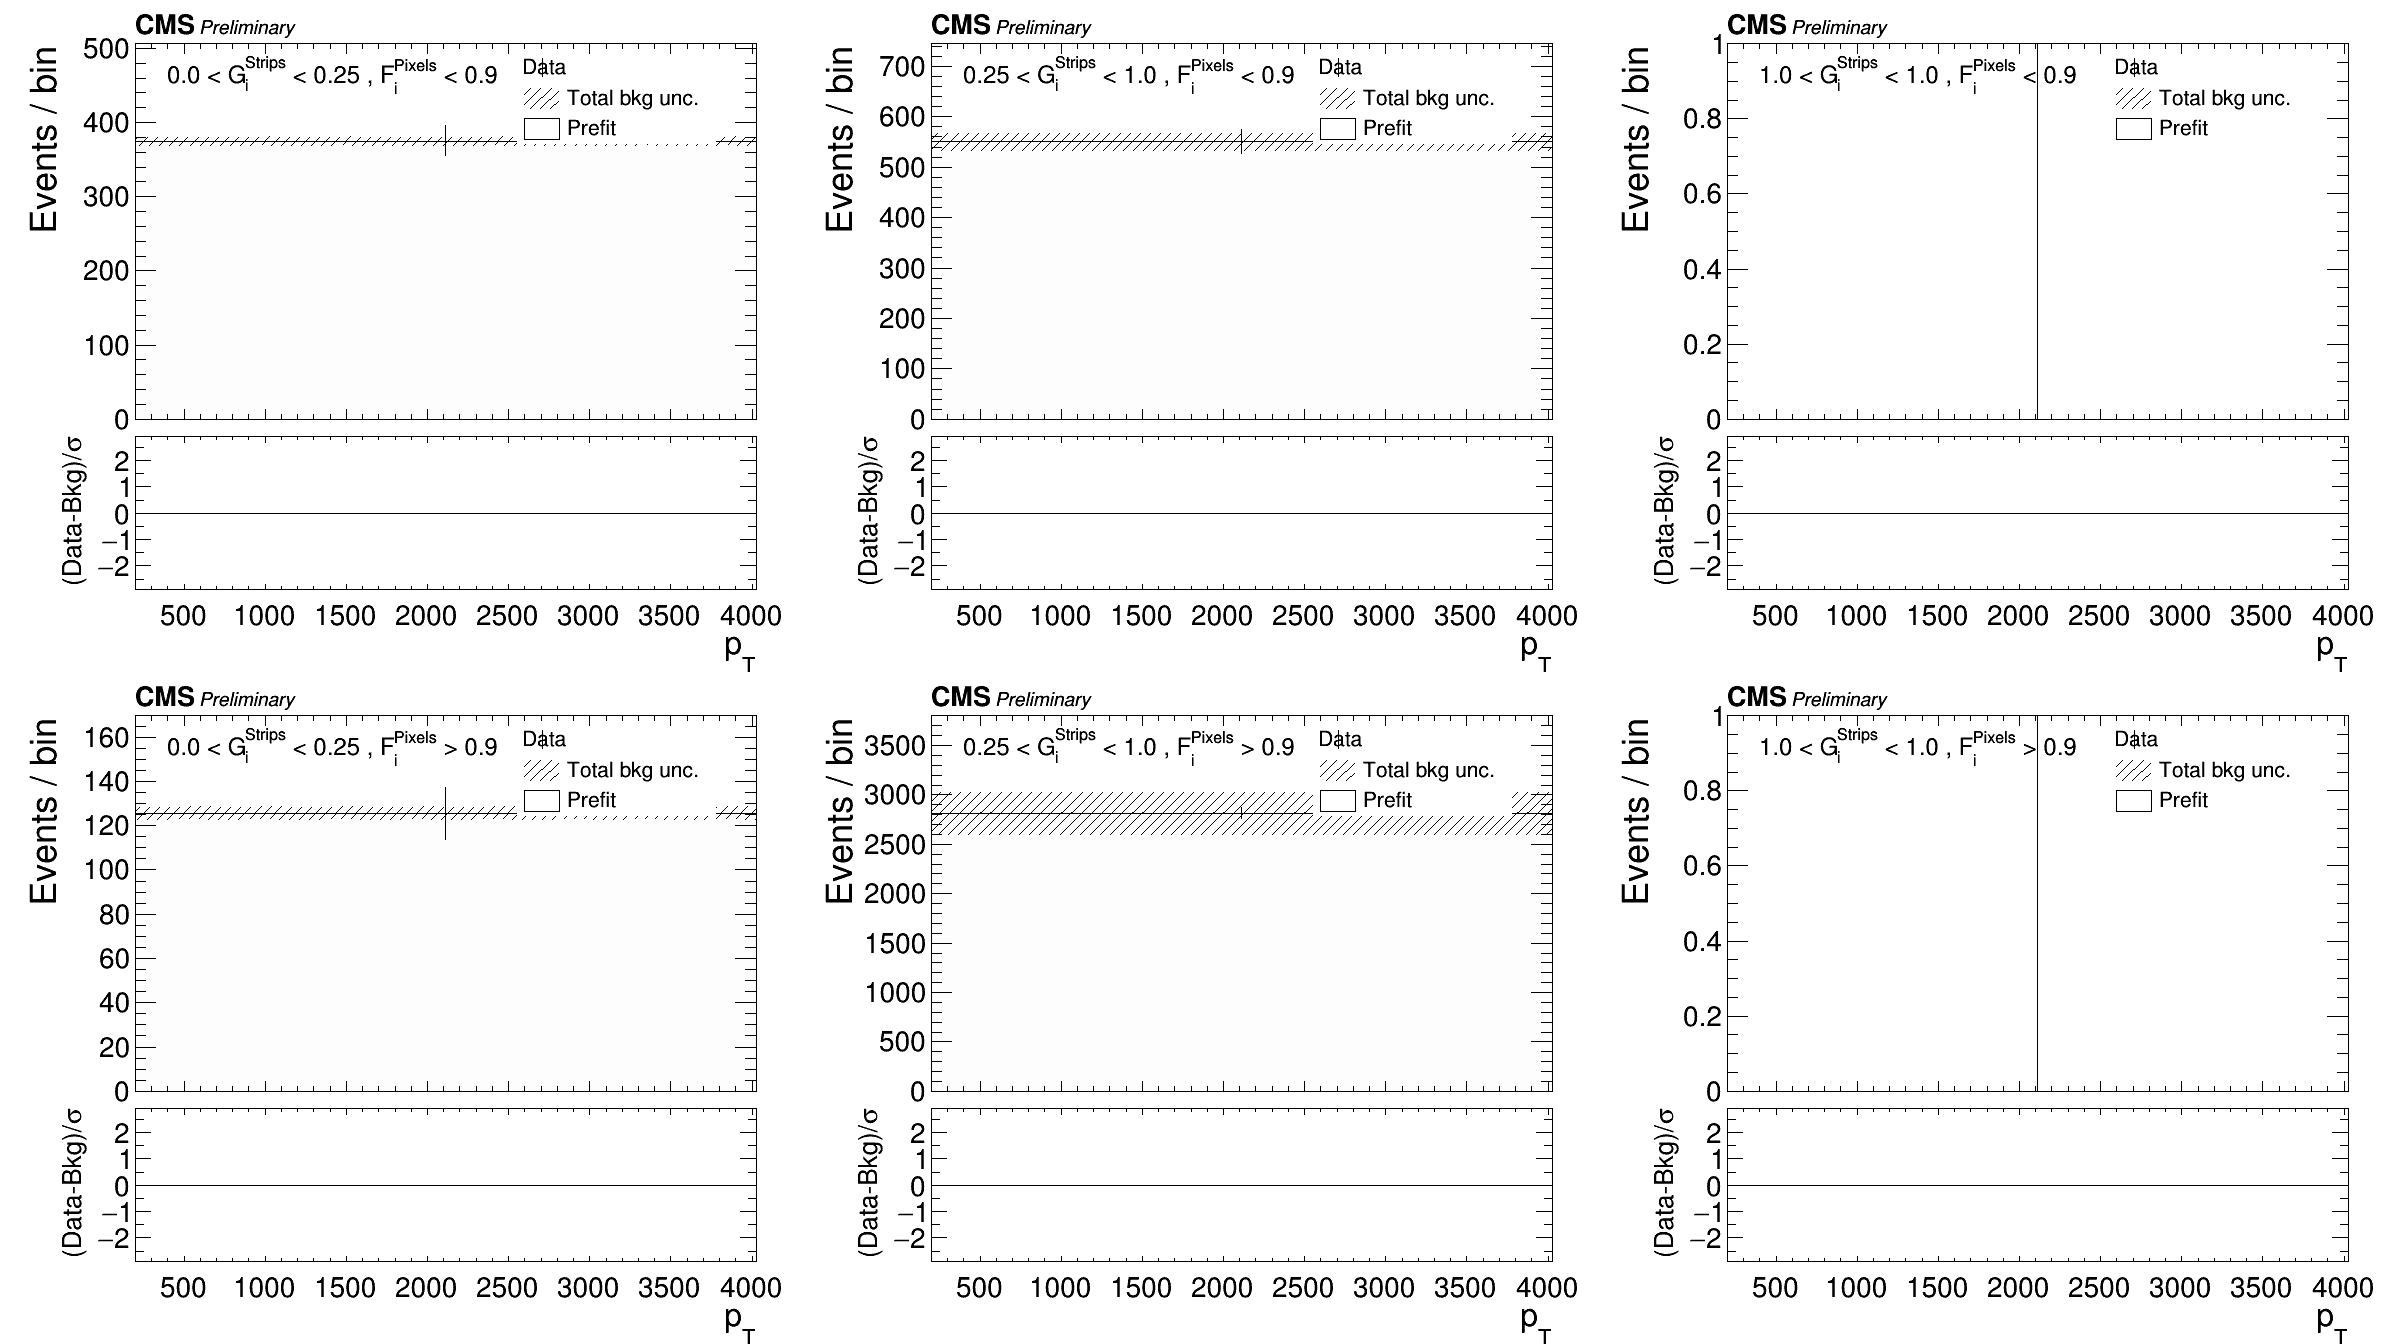 CMS Preliminary
Events / bin
500
400
300
200
100
0
0.0 < G_i^Strips < 0.25 , F_i^Pixels < 0.9
Data
Total bkg unc.
Prefit
(Data-Bkg)/σ
2
1
0
−1
−2
500 1000 1500 2000 2500 3000 3500 4000
p_T
CMS Preliminary
Events / bin
700
600
500
400
300
200
100
0
0.25 < G_i^Strips < 1.0 , F_i^Pixels < 0.9
Data
Total bkg unc.
Prefit
(Data-Bkg)/σ
2
1
0
−1
−2
500 1000 1500 2000 2500 3000 3500 4000
p_T
CMS Preliminary
Events / bin
1
0.8
0.6
0.4
0.2
0
1.0 < G_i^Strips < 1.0 , F_i^Pixels < 0.9
Data
Total bkg unc.
Prefit
(Data-Bkg)/σ
2
1
0
−1
−2
500 1000 1500 2000 2500 3000 3500 4000
p_T
CMS Preliminary
Events / bin
160
140
120
100
80
60
40
20
0
0.0 < G_i^Strips < 0.25 , F_i^Pixels > 0.9
Data
Total bkg unc.
Prefit
(Data-Bkg)/σ
2
1
0
−1
−2
500 1000 1500 2000 2500 3000 3500 4000
p_T
CMS Preliminary
Events / bin
3500
3000
2500
2000
1500
1000
500
0
0.25 < G_i^Strips < 1.0 , F_i^Pixels > 0.9
Data
Total bkg unc.
Prefit
(Data-Bkg)/σ
2
1
0
−1
−2
500 1000 1500 2000 2500 3000 3500 4000
p_T
CMS Preliminary
Events / bin
1
0.8
0.6
0.4
0.2
0
1.0 < G_i^Strips < 1.0 , F_i^Pixels > 0.9
Data
Total bkg unc.
Prefit
(Data-Bkg)/σ
2
1
0
−1
−2
500 1000 1500 2000 2500 3000 3500 4000
p_T